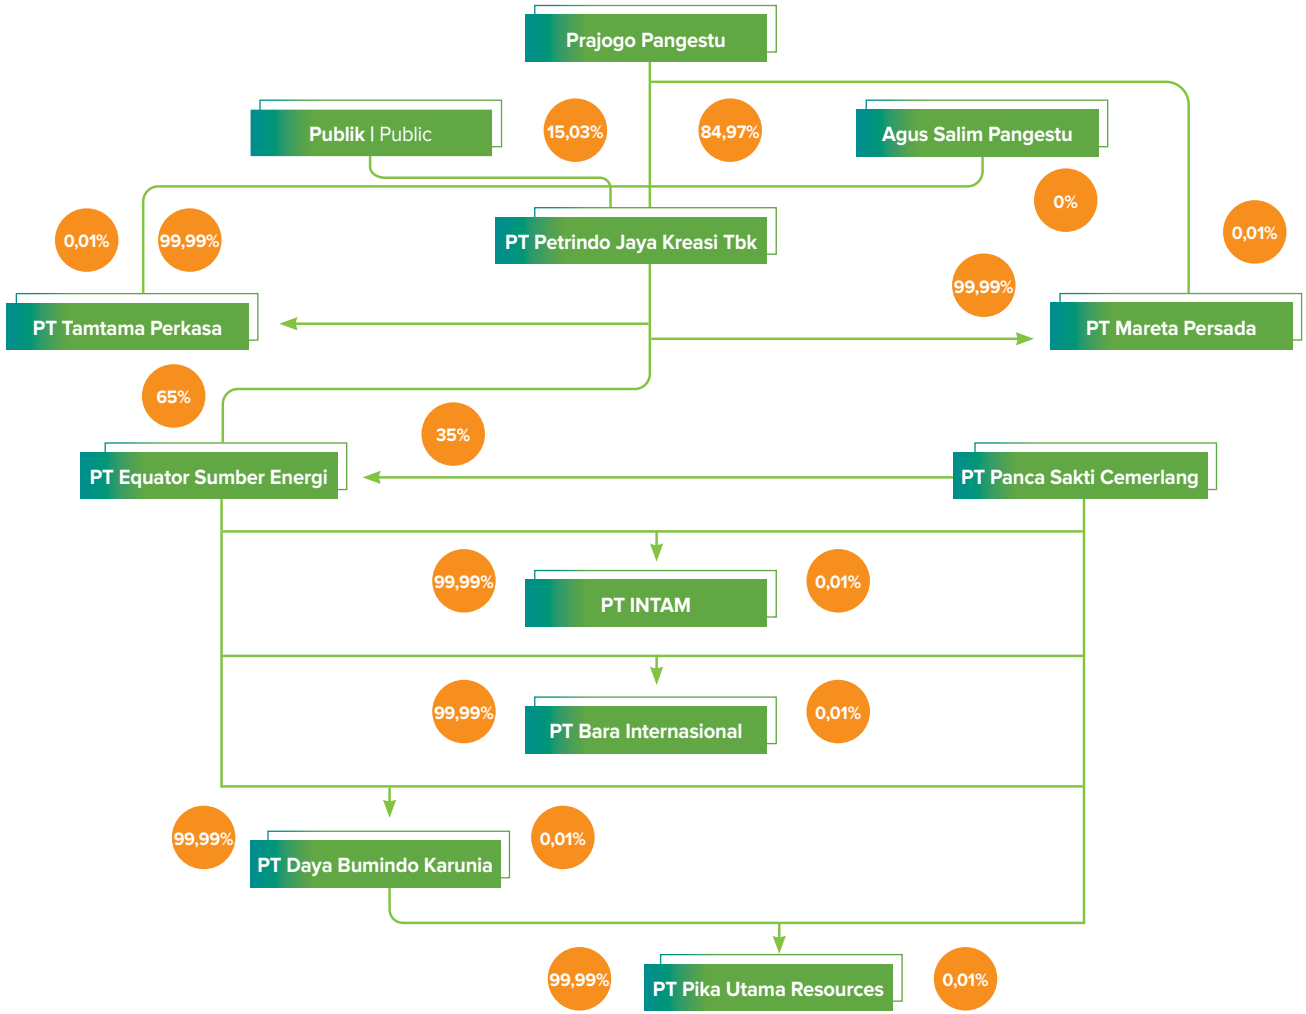 Prajogo Pangestu
Publik | Public
15,03%
84,97%
Agus Salim Pangestu
0%
0,01%
99,99%
PT Petrindo Jaya Kreasi Tbk
0,01%
99,99%
PT Tamtama Perkasa
PT Mareta Persada
65%
35%
PT Equator Sumber Energi
PT Panca Sakti Cemerlang
99,99%
0,01%
PT INTAM
99,99%
0,01%
PT Bara Internasional
99,99%
0,01%
PT Daya Bumindo Karunia
99,99%
0,01%
PT Pika Utama Resources